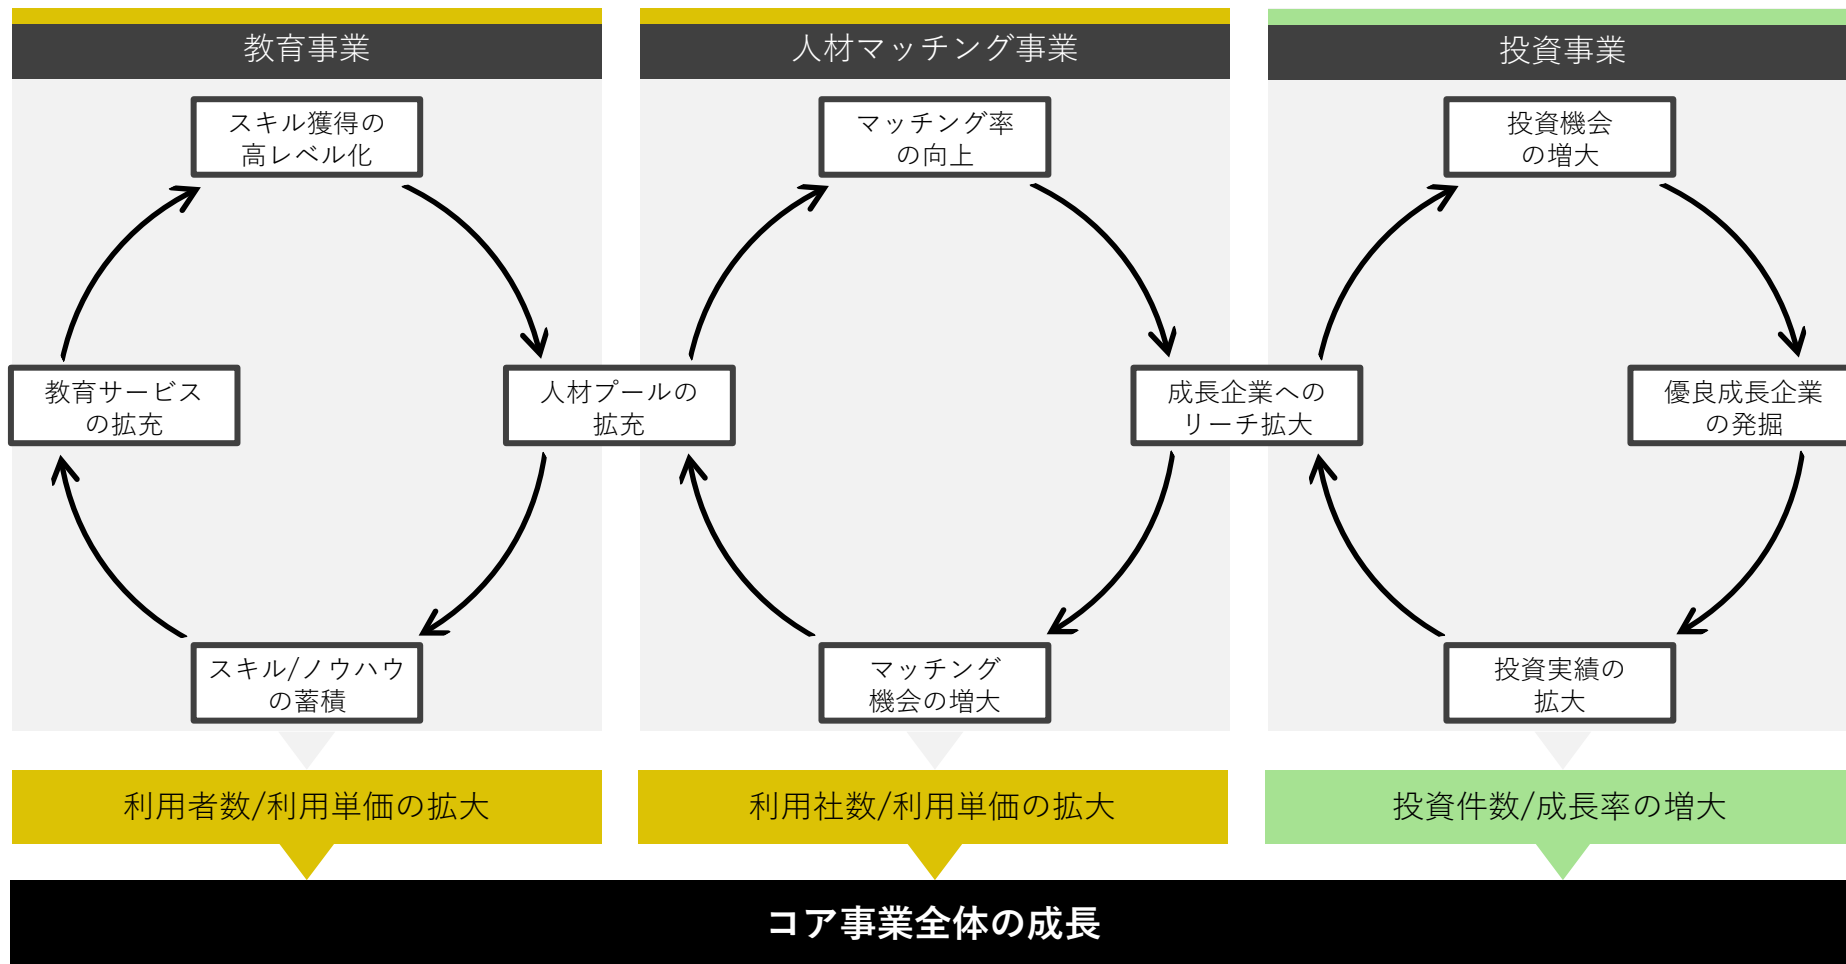 教育事業
スキル獲得の
高レベル化
教育サービス
の拡充
人材プールの
拡充
スキル/ノウハウ
の蓄積
利用者数/利用単価の拡大
人材マッチング事業
マッチング率
の向上
成長企業への
リーチ拡大
マッチング
機会の増大
利用社数/利用単価の拡大
投資事業
投資機会
の増大
優良成長企業
の発掘
投資実績の
拡大
投資件数/成長率の増大
コア事業全体の成長